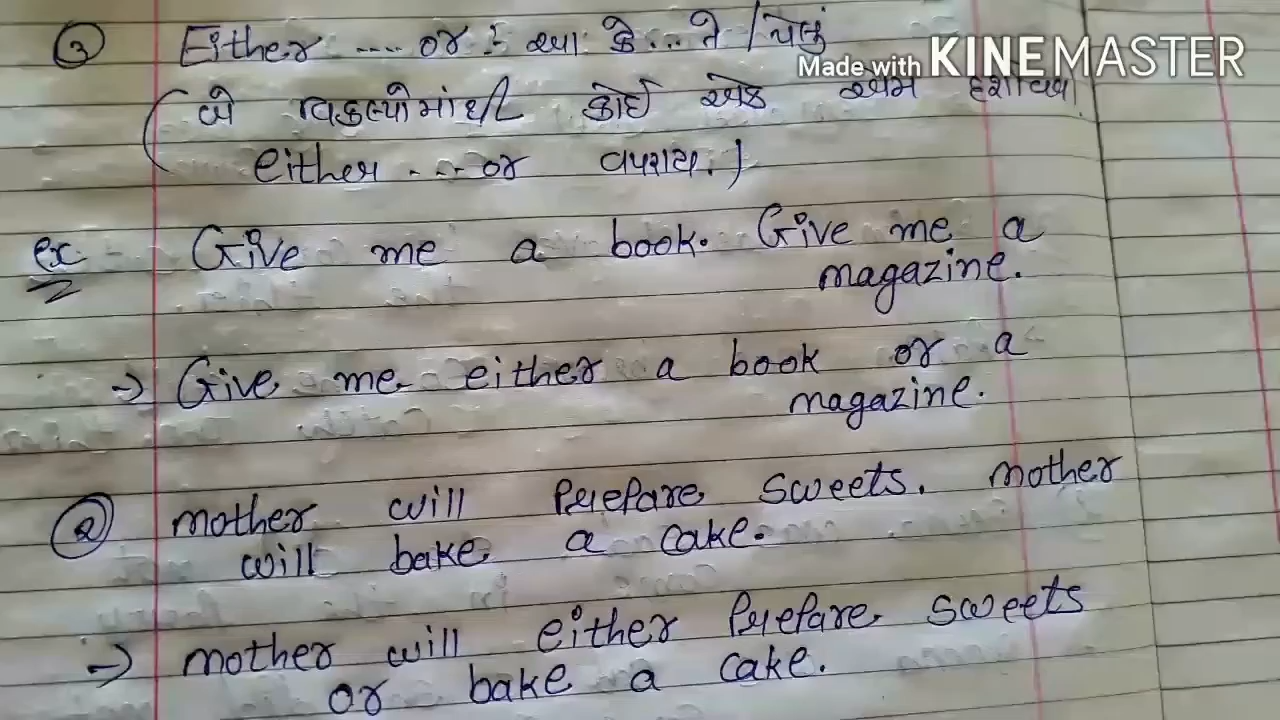 ③ Either .... or :- આ કે... તે / પેલું
Made with KINEMASTER
(બે વિકલ્પોમાંથી કોઈ એક એમ દર્શાવવા
either .... or વપરાય.)
ex Give me a book. Give me a
magazine.
→ Give me either a book or a
magazine.
② mother will prepare sweets. mother
will bake a cake.
→ mother will either prepare sweets
or bake a cake.